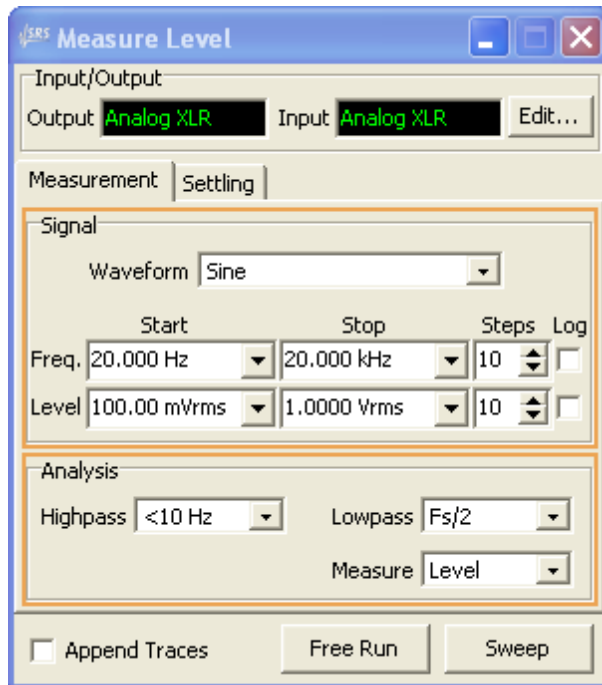 SRS Measure Level
Input/Output
Output Analog XLR Input Analog XLR Edit...
Measurement Settling
Signal
Waveform Sine
Start Stop Steps Log
Freq. 20.000 Hz 20.000 kHz 10
Level 100.00 mVrms 1.0000 Vrms 10
Analysis
Highpass <10 Hz Lowpass Fs/2
Measure Level
Append Traces Free Run Sweep